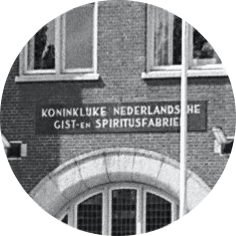 KONINKLIJKE NEDERLANDSCHE
GIST-EN SPIRITUSFABRIEK